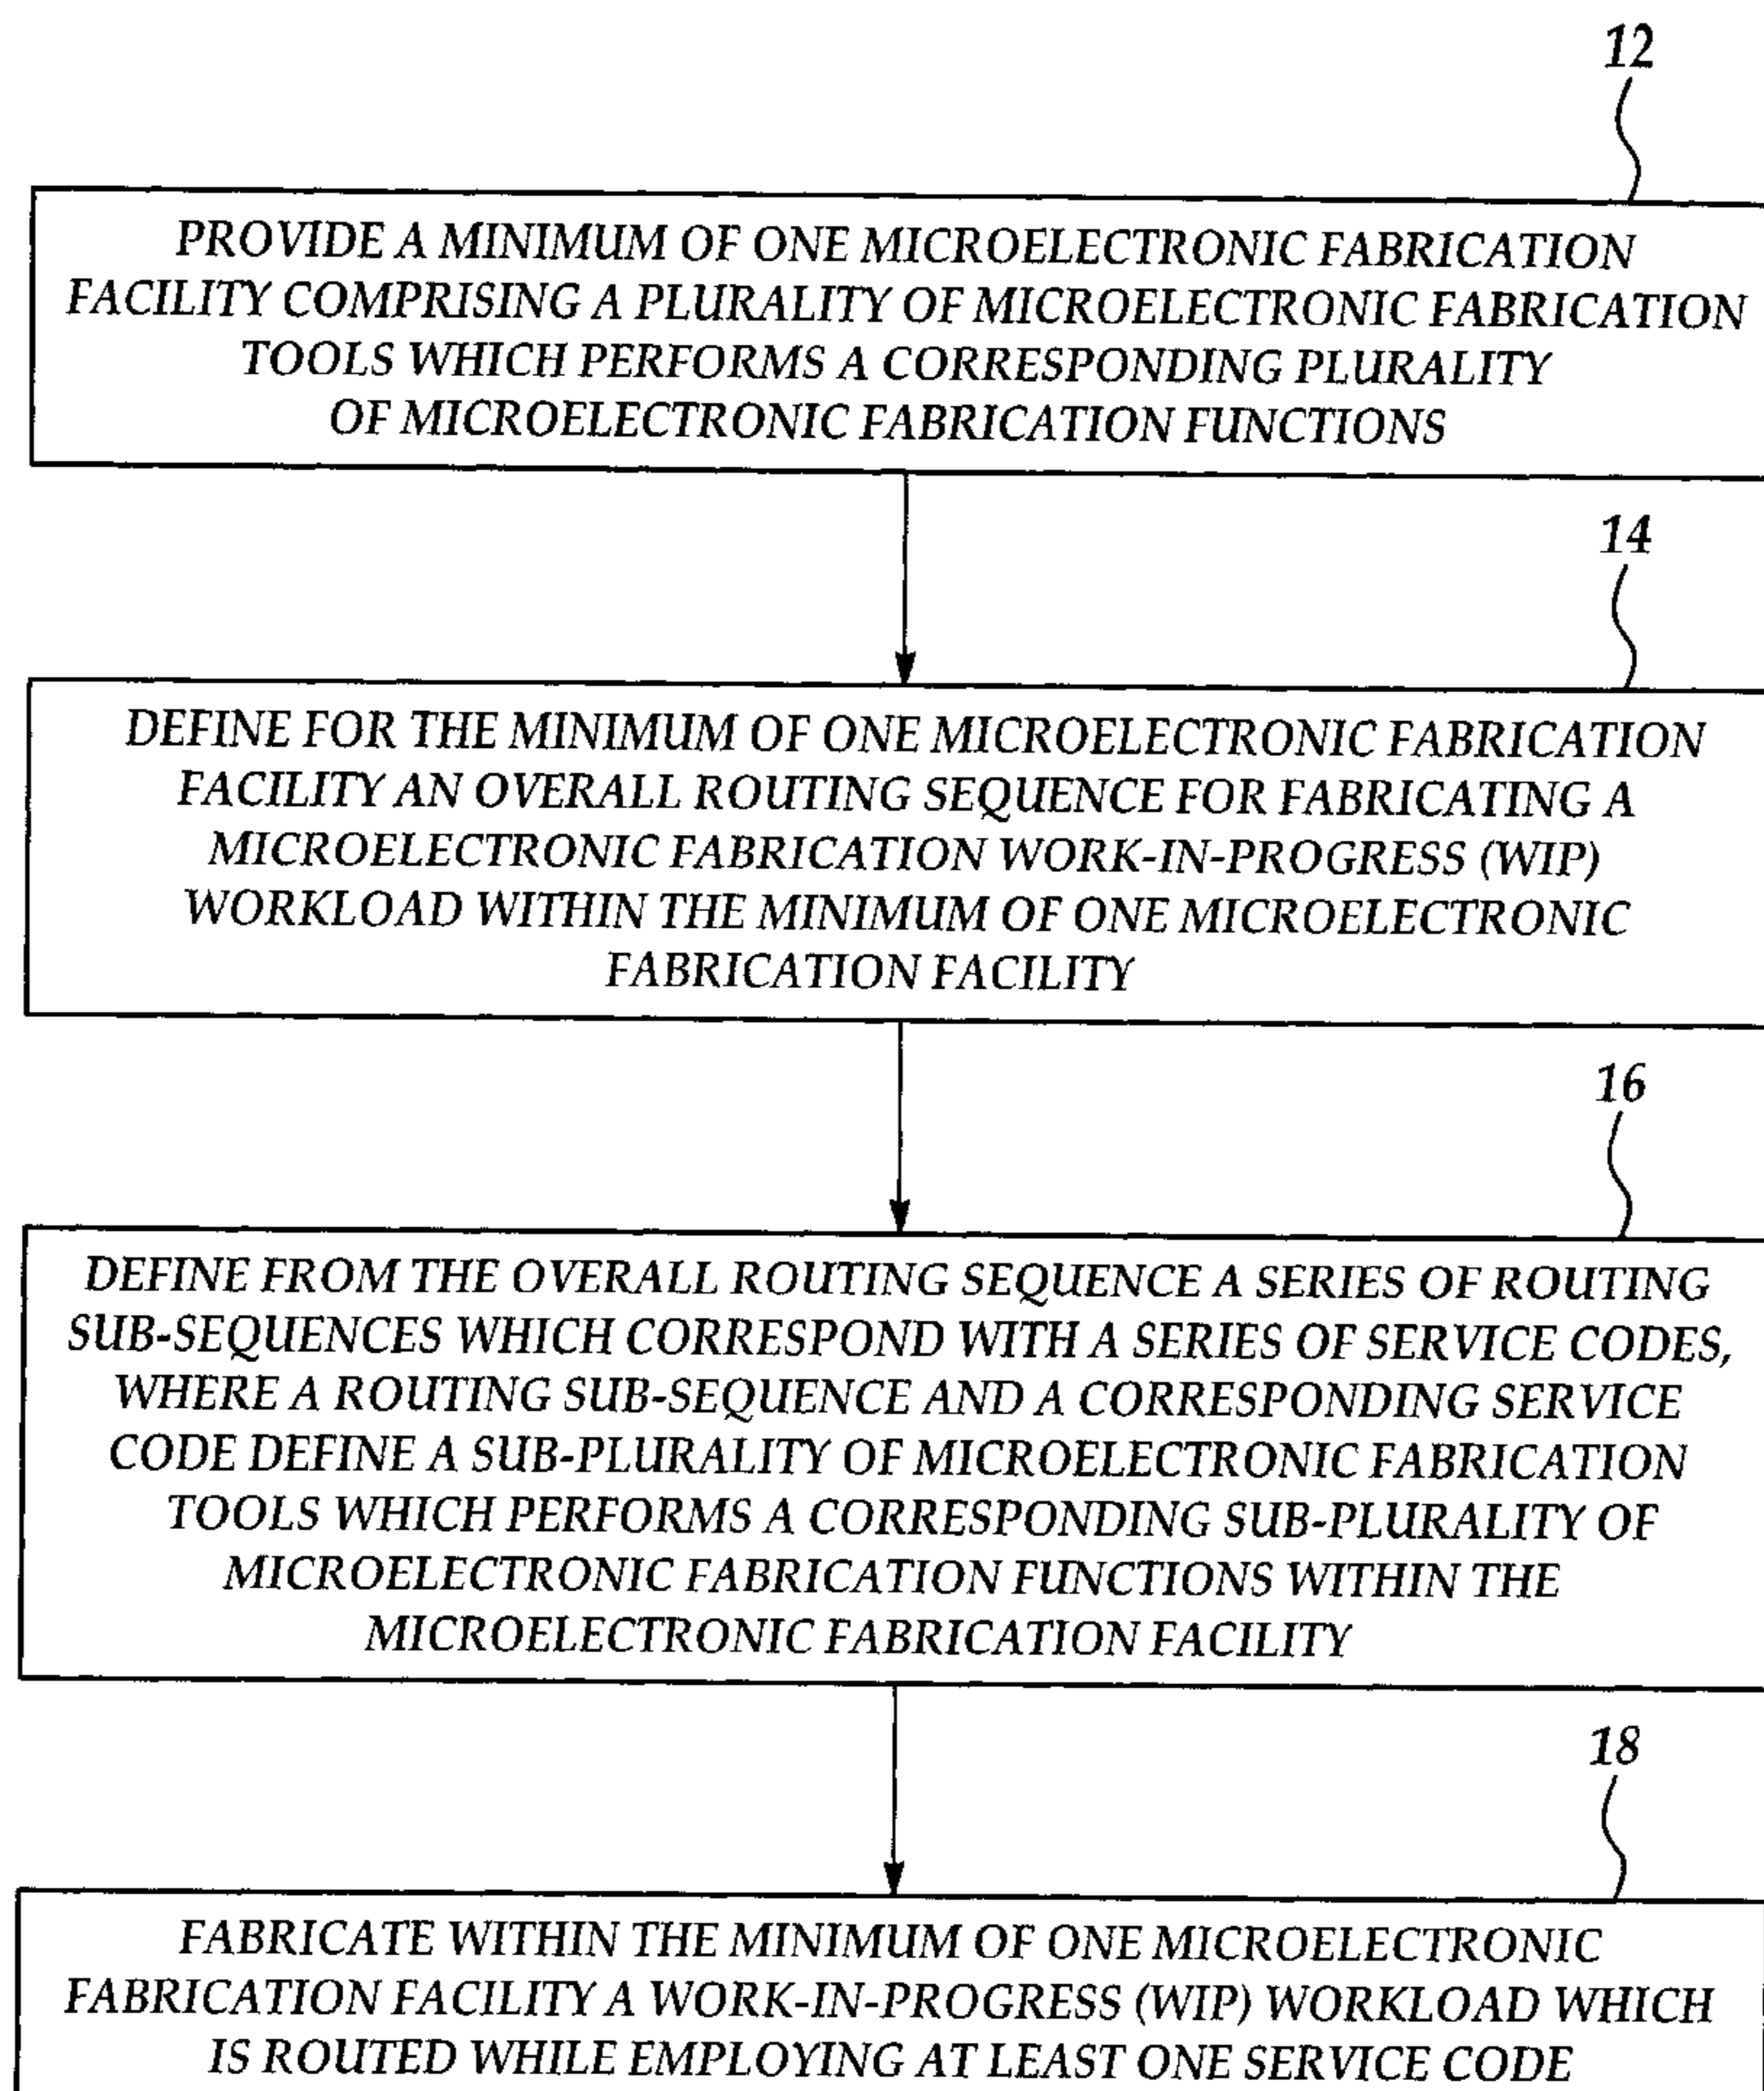 12
PROVIDE A MINIMUM OF ONE MICROELECTRONIC FABRICATION
FACILITY COMPRISING A PLURALITY OF MICROELECTRONIC FABRICATION
TOOLS WHICH PERFORMS A CORRESPONDING PLURALITY
OF MICROELECTRONIC FABRICATION FUNCTIONS
14
DEFINE FOR THE MINIMUM OF ONE MICROELECTRONIC FABRICATION
FACILITY AN OVERALL ROUTING SEQUENCE FOR FABRICATING A
MICROELECTRONIC FABRICATION WORK-IN-PROGRESS (WIP)
WORKLOAD WITHIN THE MINIMUM OF ONE MICROELECTRONIC
FABRICATION FACILITY
16
DEFINE FROM THE OVERALL ROUTING SEQUENCE A SERIES OF ROUTING
SUB-SEQUENCES WHICH CORRESPOND WITH A SERIES OF SERVICE CODES,
WHERE A ROUTING SUB-SEQUENCE AND A CORRESPONDING SERVICE
CODE DEFINE A SUB-PLURALITY OF MICROELECTRONIC FABRICATION
TOOLS WHICH PERFORMS A CORRESPONDING SUB-PLURALITY OF
MICROELECTRONIC FABRICATION FUNCTIONS WITHIN THE
MICROELECTRONIC FABRICATION FACILITY
18
FABRICATE WITHIN THE MINIMUM OF ONE MICROELECTRONIC
FABRICATION FACILITY A WORK-IN-PROGRESS (WIP) WORKLOAD WHICH
IS ROUTED WHILE EMPLOYING AT LEAST ONE SERVICE CODE